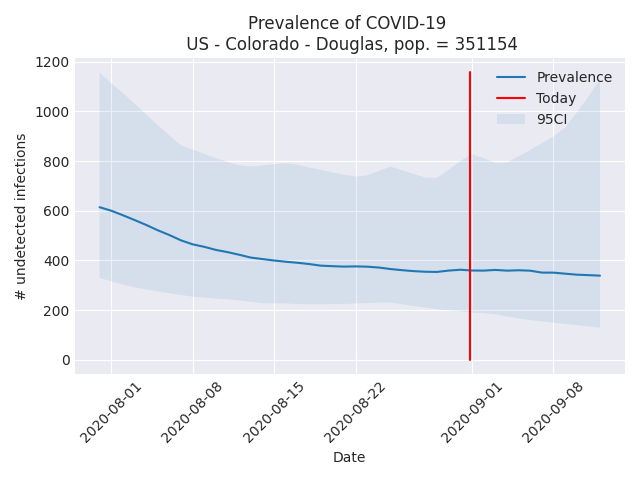 Prevalence of COVID-19
US - Colorado - Douglas, pop. = 351154
1200
1000
800
600
400
200
0
# undetected infections
Prevalence
Today
95CI
2020-08-01
2020-08-08
2020-08-15
2020-08-22
2020-09-01
2020-09-08
Date